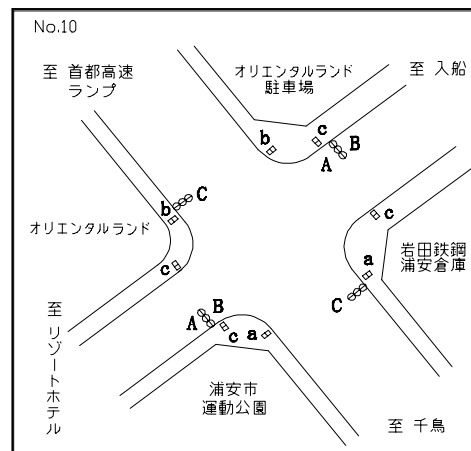 No.10
至 首都高速
ランプ
オリエンタルランド
駐車場
至 入船
b
c
B
A
C
b
オリエンタルランド
c
c
岩田鉄鋼
浦安倉庫
a
C
B
A
c
a
至 リゾートホテル
浦安市
運動公園
至 千鳥